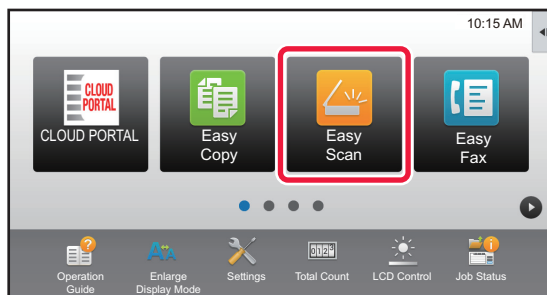 10:15 AM
CLOUD
PORTAL
CLOUD PORTAL
Easy
Copy
Easy
Scan
Easy
Fax
Operation
Guide
Enlarge
Display Mode
Settings
Total Count
LCD Control
Job Status